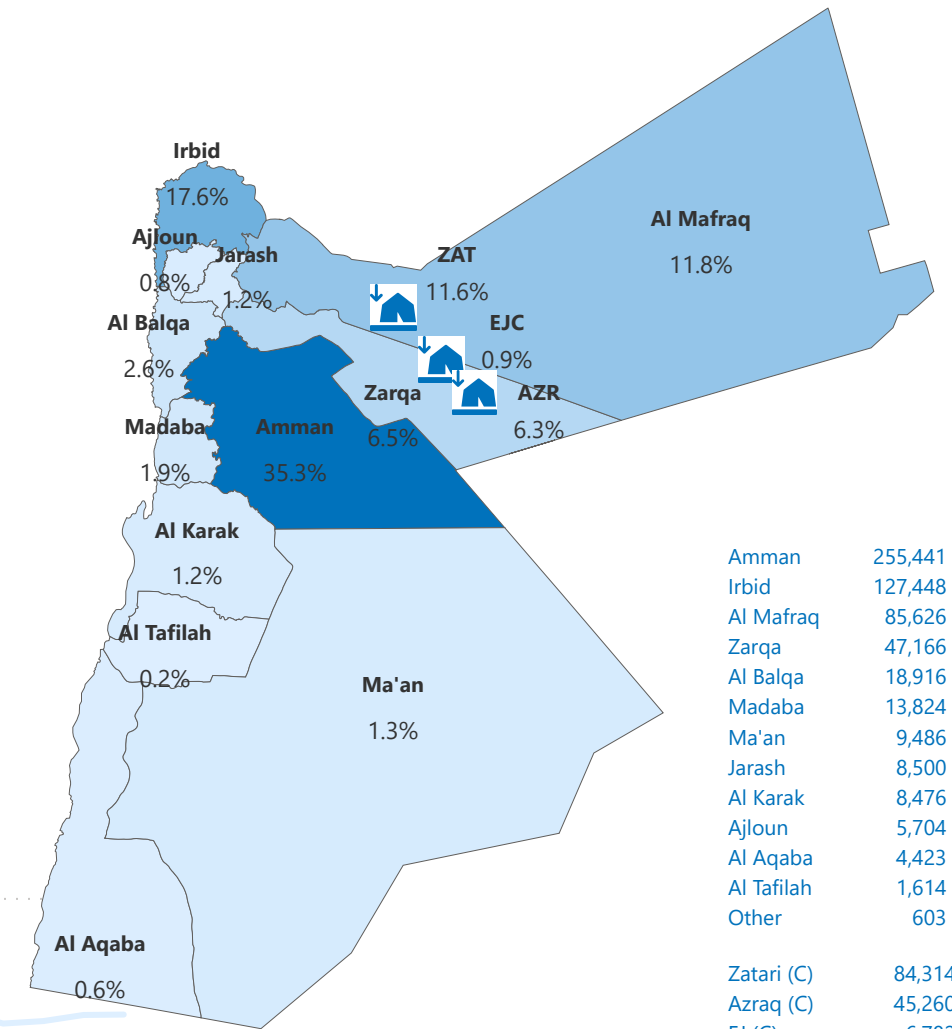 Irbid
17.6%
Ajloun
0.8%
Jarash
1.2%
Al Mafraq
11.8%
ZAT
11.6%
EJC
0.9%
Al Balqa
2.6%
Zarqa
6.5%
AZR
6.3%
Madaba
1.9%
Amman
35.3%
Al Karak
1.2%
Al Tafilah
0.2%
Ma'an
1.3%
Al Aqaba
0.6%
Amman 255,441
Irbid 127,448
Al Mafraq 85,626
Zarqa 47,166
Al Balqa 18,916
Madaba 13,824
Ma'an 9,486
Jarash 8,500
Al Karak 8,476
Ajloun 5,704
Al Aqaba 4,423
Al Tafilah 1,614
Other 603
Zatari (C) 84,314
Azraq (C) 45,260